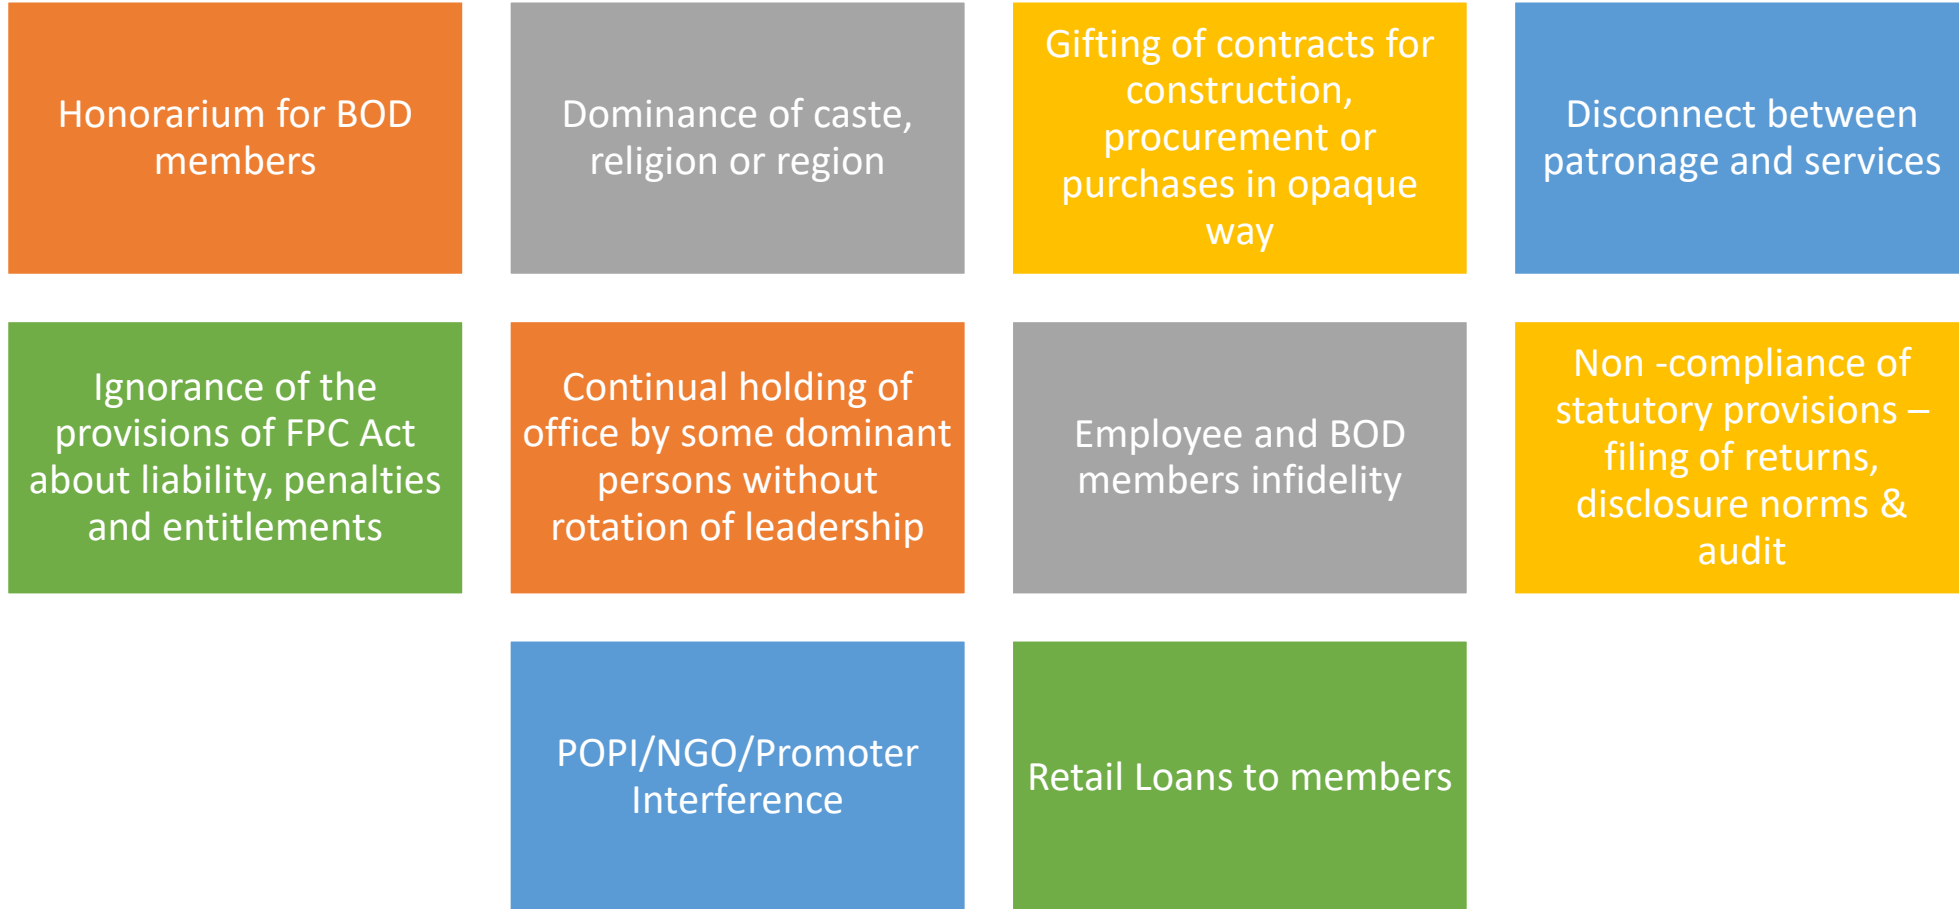 Honorarium for BOD
members
Dominance of caste,
religion or region
Gifting of contracts for
construction,
procurement or
purchases in opaque
way
Disconnect between
patronage and services
Ignorance of the
provisions of FPC Act
about liability, penalties
and entitlements
Continual holding of
office by some dominant
persons without
rotation of leadership
Employee and BOD
members infidelity
Non -compliance of
statutory provisions –
filing of returns,
disclosure norms &
audit
POPI/NGO/Promoter
Interference
Retail Loans to members